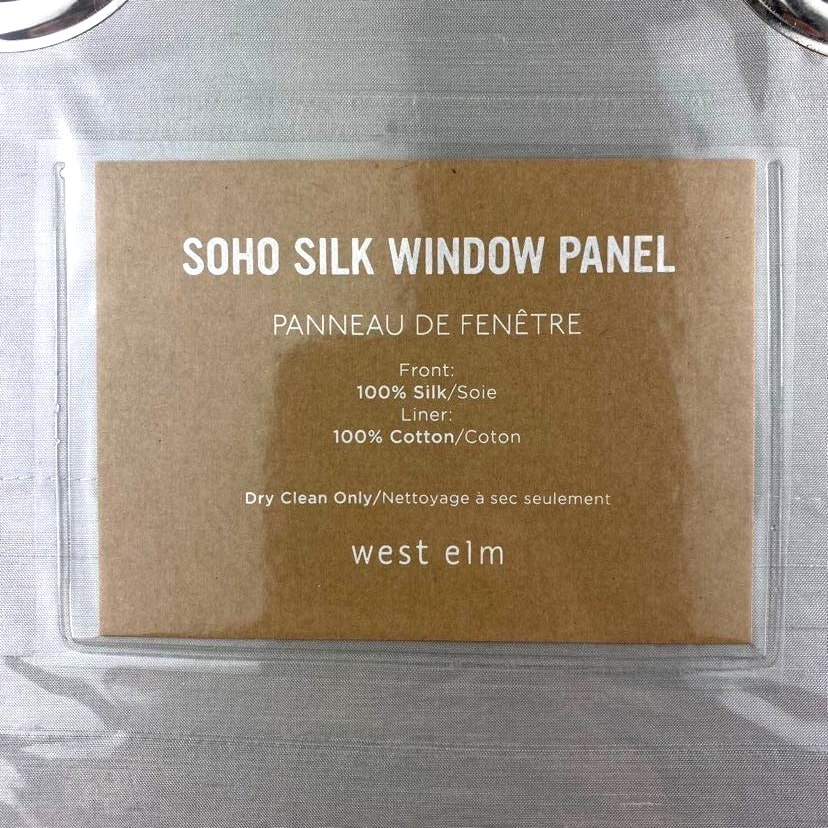 SOHO SILK WINDOW PANEL
PANNEAU DE FENÊTRE
Front:
100% Silk/Soie
Liner:
100% Cotton/Coton
Dry Clean Only/Nettoyage à sec seulement
west elm